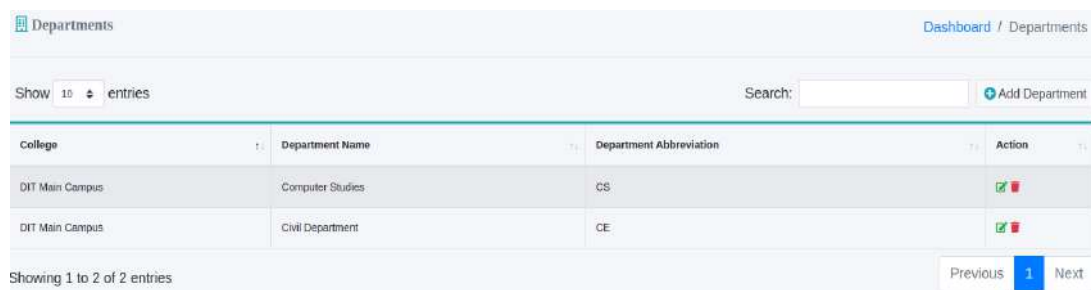 Departments Dashboard / Departments
Show 10 entries Search: Add Department
College Department Name Department Abbreviation Action
DIT Main Campus Computer Studies CS
DIT Main Campus Civil Department CE
Showing 1 to 2 of 2 entries Previous 1 Next